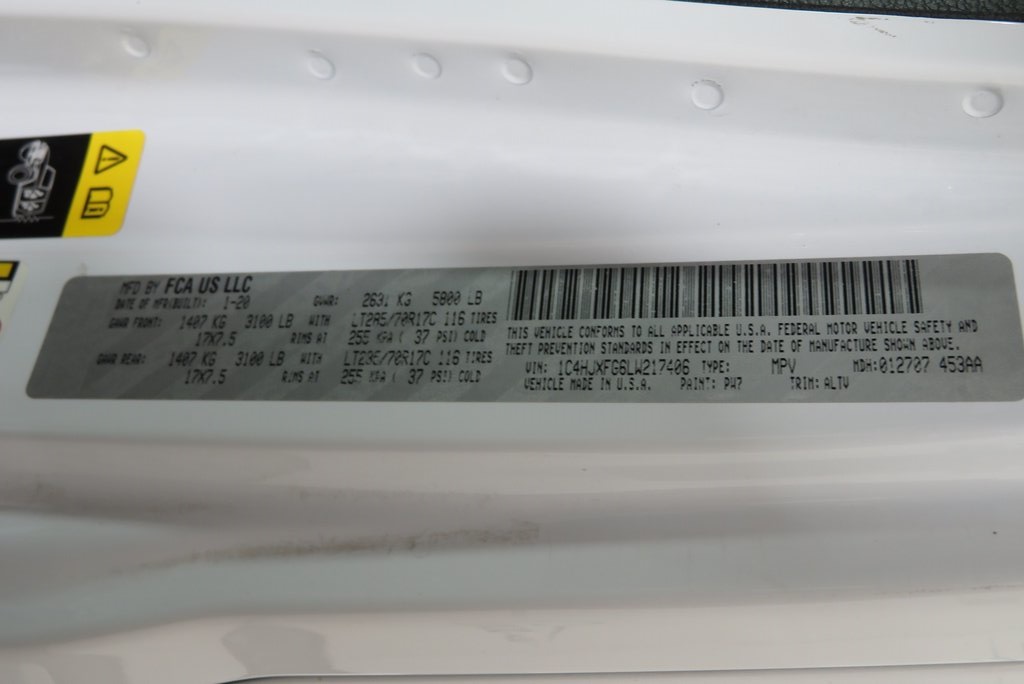 MFD BY FCA US LLC
DATE OF MFR(BUILT): 1-20 GVWR: 2631 KG 5800 LB
GAWR FRONT: 1407 KG 3100 LB WITH 116 TIRES
17X7.5 RIMS AT 255 KPA ( 37 PSI) COLD
GAWR REAR: 1407 KG 3100 LB WITH 116 TIRES
17X7.5 RIMS AT 255 KPA ( 37 PSI) COLD
THIS VEHICLE CONFORMS TO ALL APPLICABLE U.S.A. FEDERAL MOTOR VEHICLE SAFETY AND
THEFT PREVENTION STANDARDS IN EFFECT ON THE DATE OF MANUFACTURE SHOWN ABOVE.
VIN: 1C4HJXFG6LW217406 TYPE: MPV MDH:012707 453AA
VEHICLE MADE IN U.S.A. PAINT: PW7 TRIM: ALTV